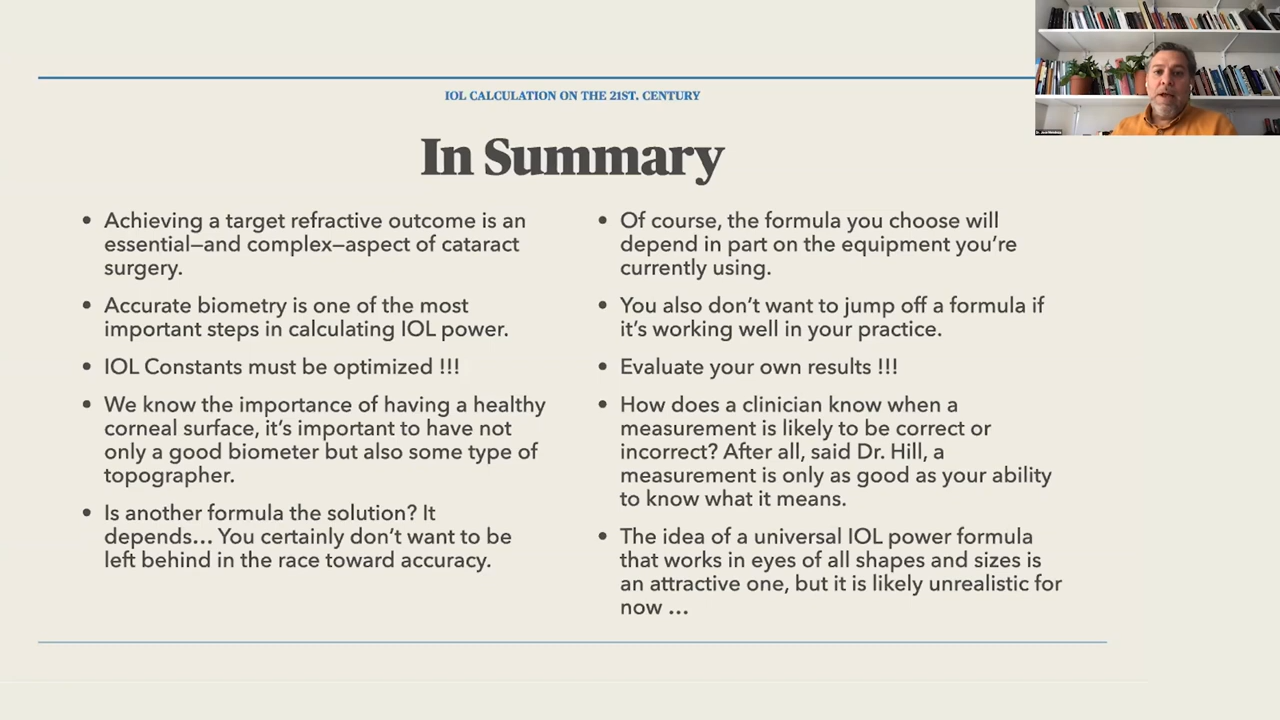 IOL CALCULATION ON THE 21ST. CENTURY
In Summary
• Achieving a target refractive outcome is an
essential—and complex—aspect of cataract
surgery.
• Accurate biometry is one of the most
important steps in calculating IOL power.
• IOL Constants must be optimized !!!
• We know the importance of having a healthy
corneal surface, it’s important to have not
only a good biometer but also some type of
topographer.
• Is another formula the solution? It
depends… You certainly don’t want to be
left behind in the race toward accuracy.
• Of course, the formula you choose will
depend in part on the equipment you’re
currently using.
• You also don’t want to jump off a formula if
it’s working well in your practice.
• Evaluate your own results !!!
• How does a clinician know when a
measurement is likely to be correct or
incorrect? After all, said Dr. Hill, a
measurement is only as good as your ability
to know what it means.
• The idea of a universal IOL power formula
that works in eyes of all shapes and sizes is
an attractive one, but it is likely unrealistic for
now …